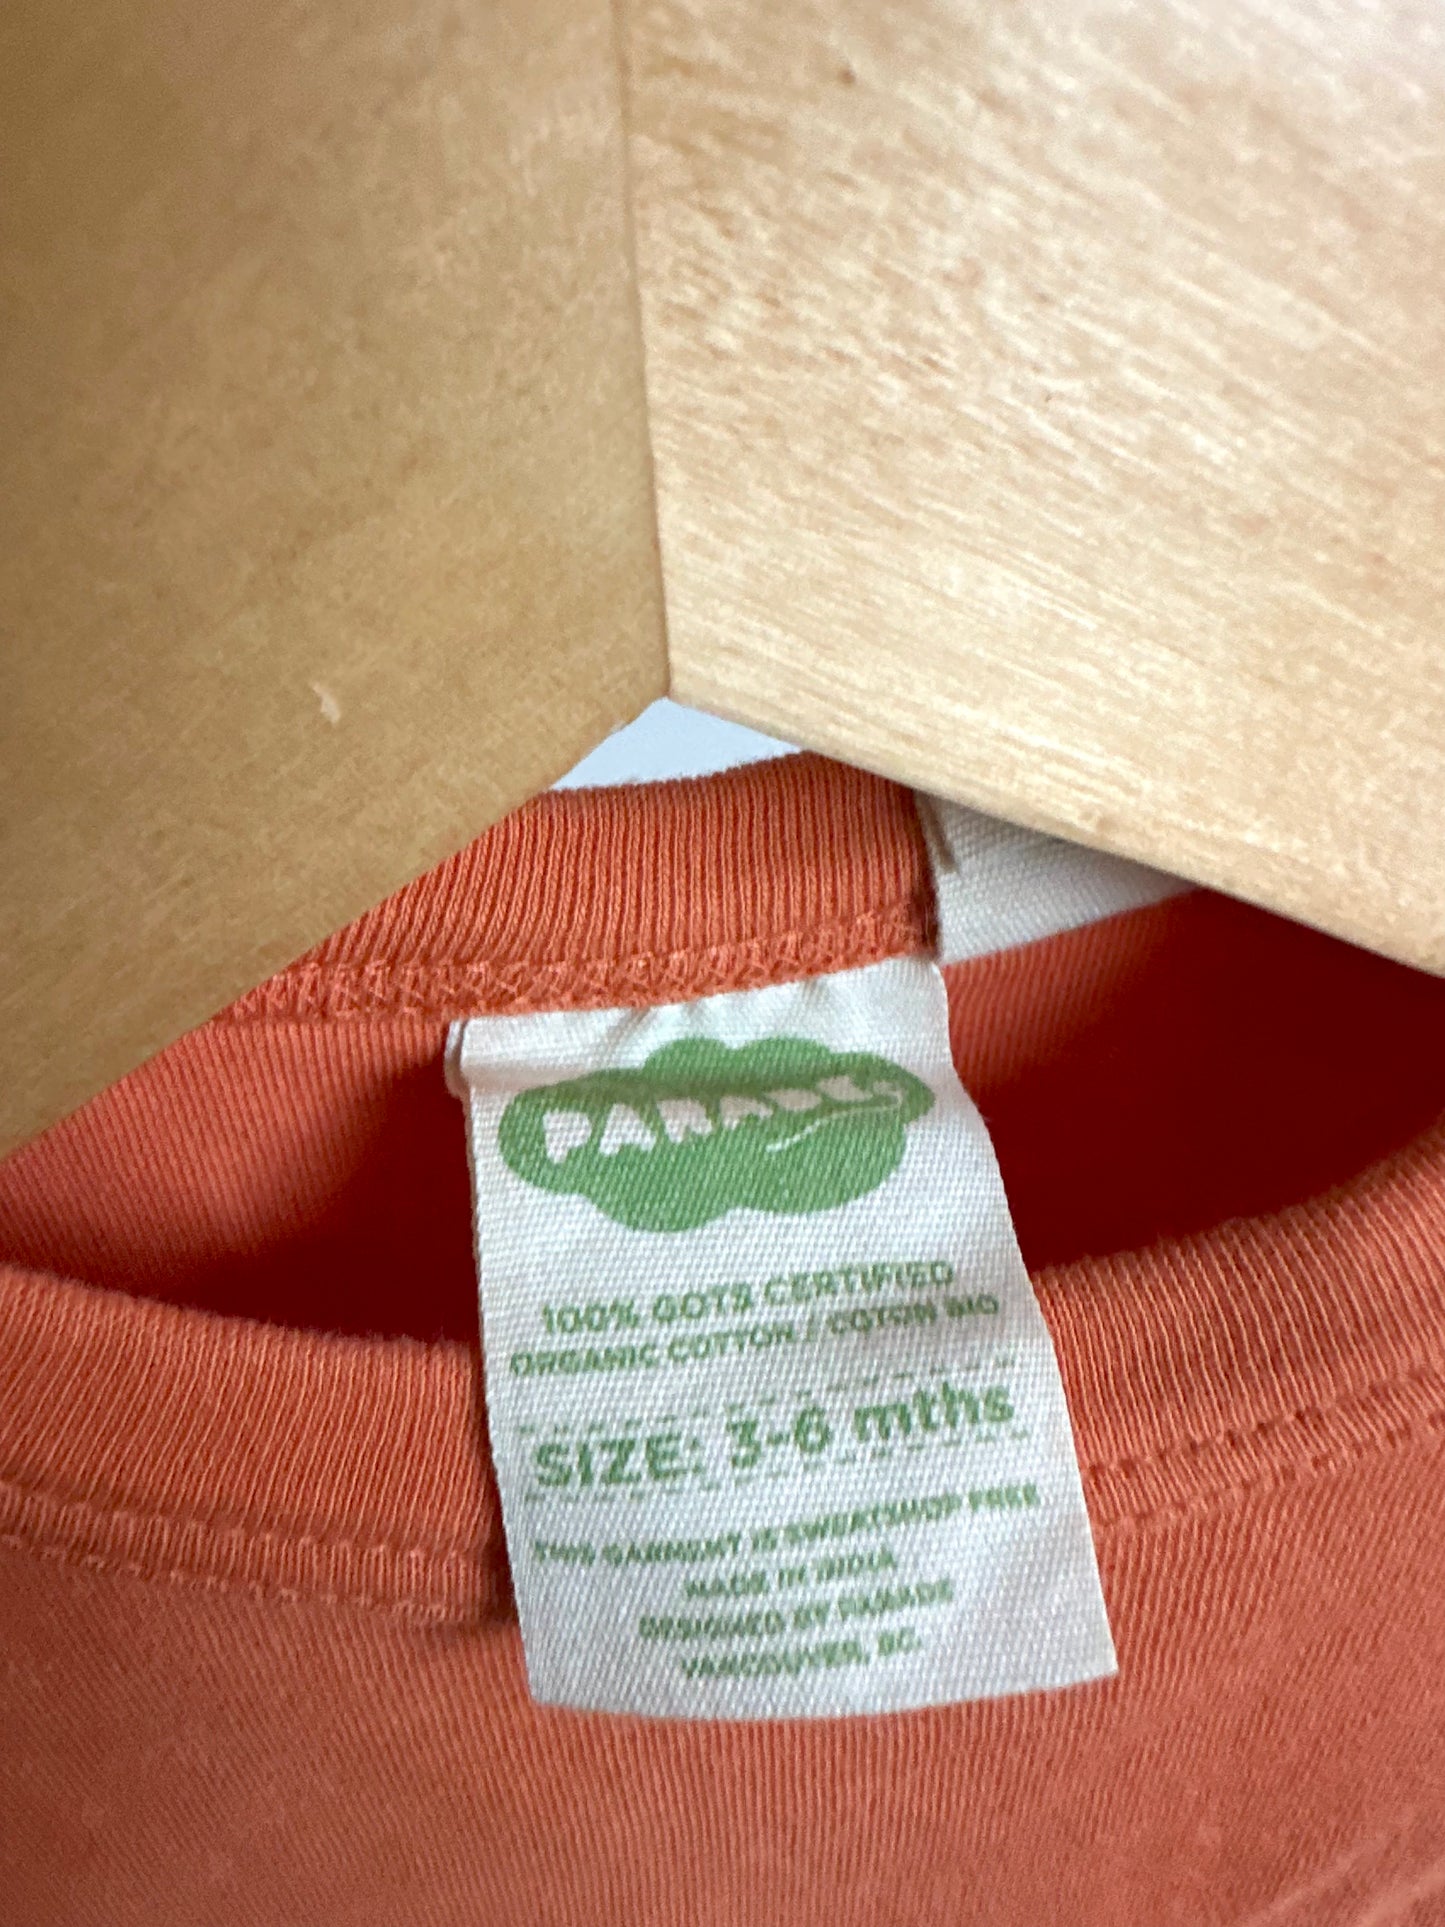 PARADE
100% GOTS CERTIFIED
ORGANIC COTTON / COTON BIO
SIZE: 3-6 mths
THIS GARMENT IS SWEATSHOP FREE
MADE IN INDIA
DESIGNED BY PARADE
VANCOUVER, BC.